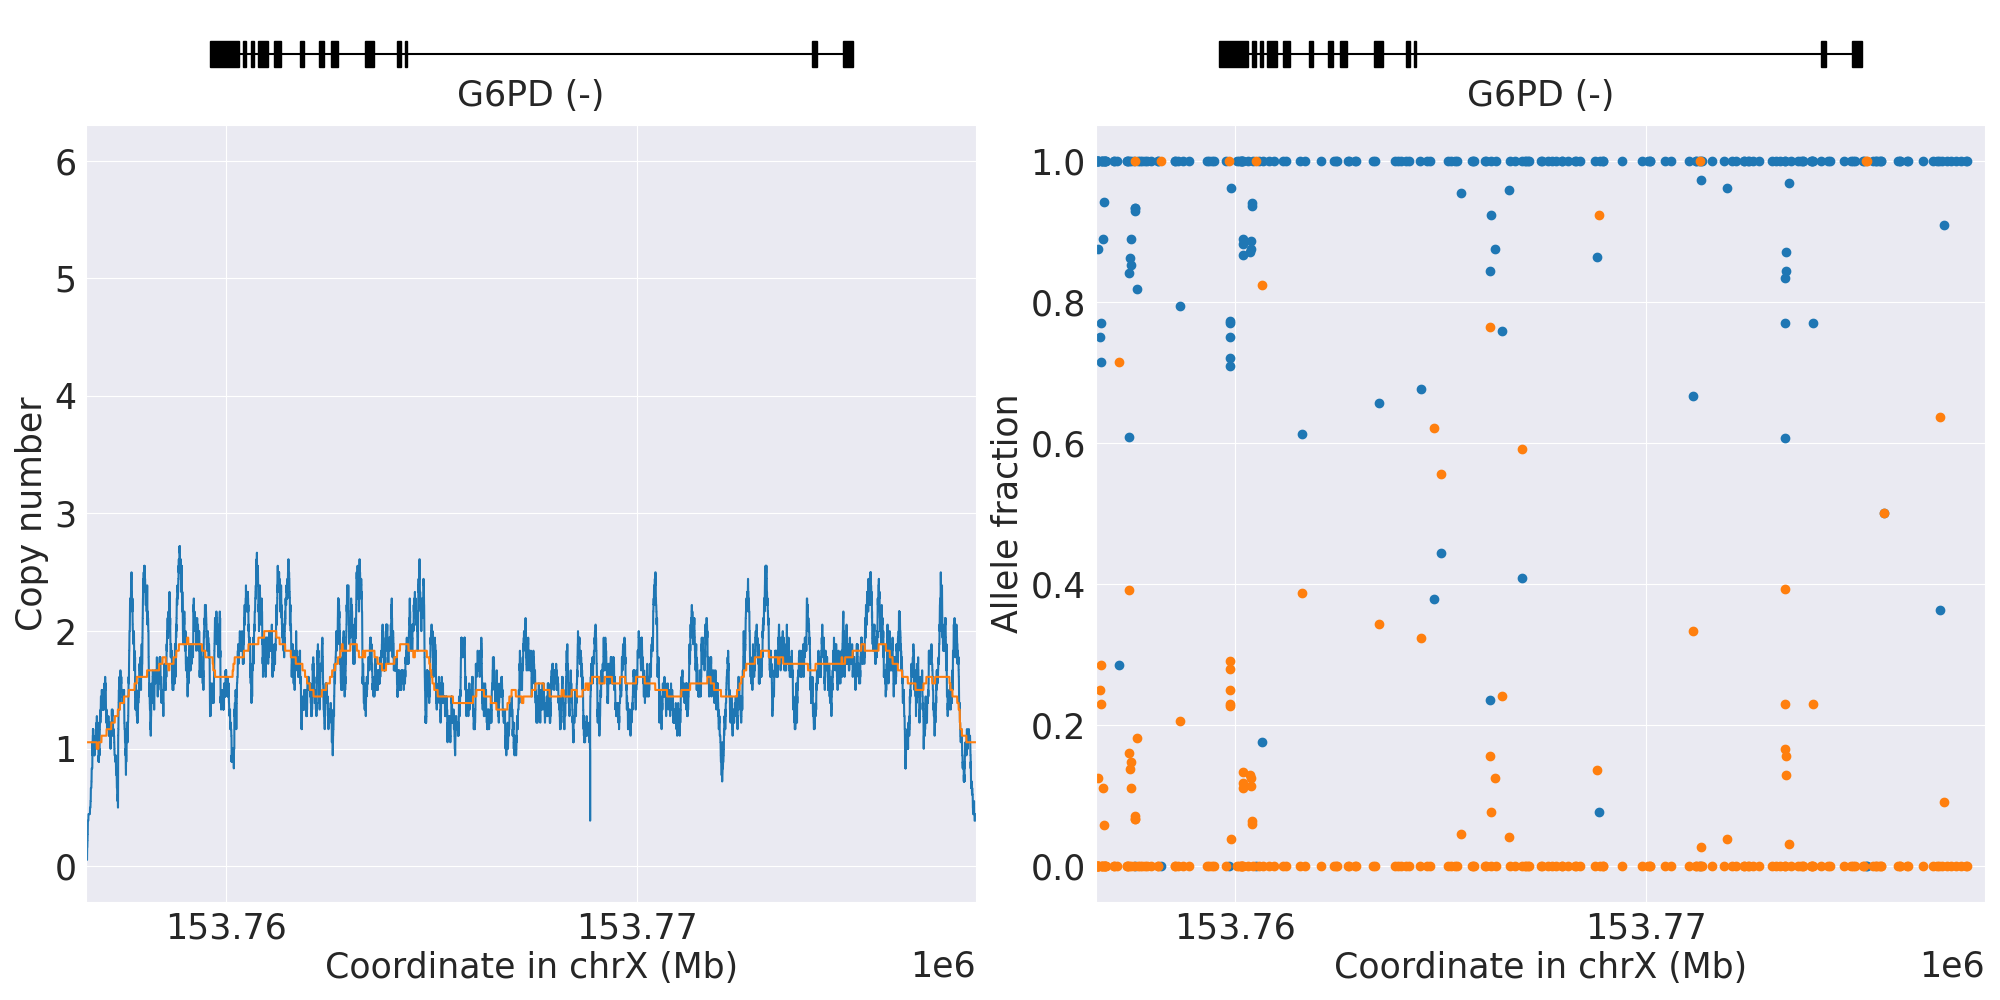 G6PD (-)
6
5
4
3
2
1
0
Copy number
153.76
153.77
Coordinate in chrX (Mb)
1e6
G6PD (-)
1.0
0.8
0.6
0.4
0.2
0.0
Allele fraction
153.76
153.77
Coordinate in chrX (Mb)
1e6